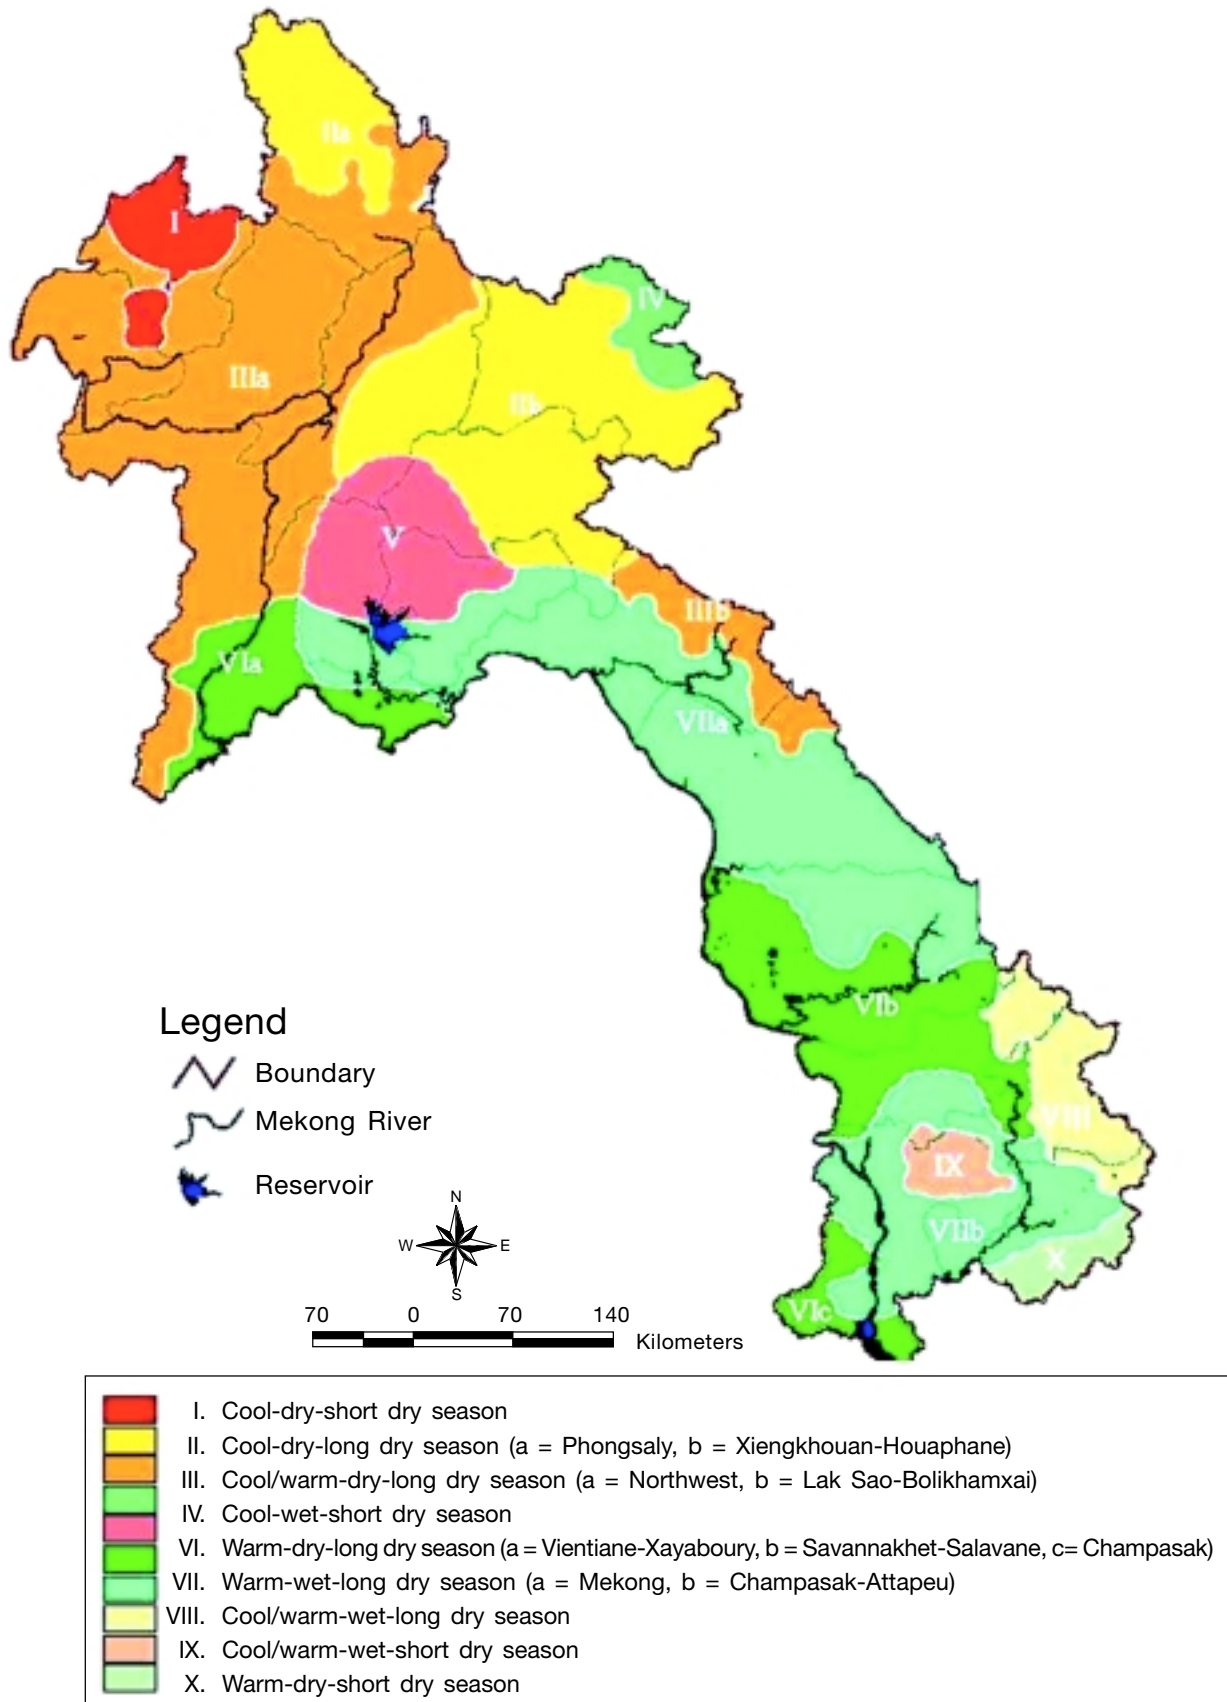 IIa
I
IV
IIIa
IIb
V
IIIb
VIa
VIIa
VIb
VIII
IX
VIIb
X
VIc
Legend
Boundary
Mekong River
Reservoir
N
W E
S
70 0 70 140
Kilometers
I. Cool-dry-short dry season
II. Cool-dry-long dry season (a = Phongsaly, b = Xiengkhouan-Houaphane)
III. Cool/warm-dry-long dry season (a = Northwest, b = Lak Sao-Bolikhamxai)
IV. Cool-wet-short dry season
VI. Warm-dry-long dry season (a = Vientiane-Xayaboury, b = Savannakhet-Salavane, c= Champasak)
VII. Warm-wet-long dry season (a = Mekong, b = Champasak-Attapeu)
VIII. Cool/warm-wet-long dry season
IX. Cool/warm-wet-short dry season
X. Warm-dry-short dry season